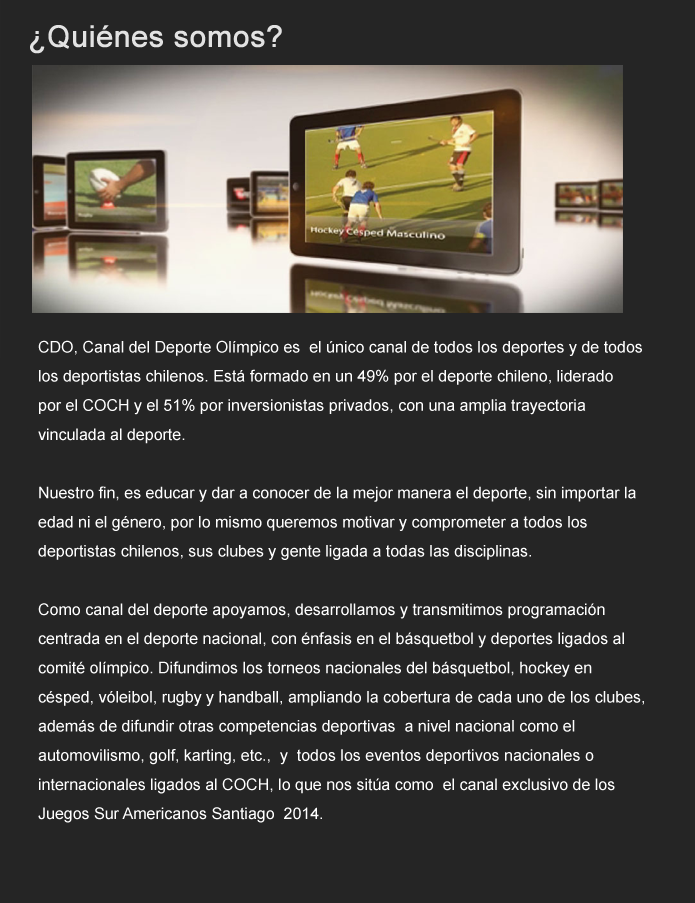 ¿Quiénes somos?
Rugby
Hockey Césped Masculino
CDO, Canal del Deporte Olímpico es  el único canal de todos los deportes y de todos
los deportistas chilenos. Está formado en un 49% por el deporte chileno, liderado
por el COCH y el 51% por inversionistas privados, con una amplia trayectoria
vinculada al deporte.
Nuestro fin, es educar y dar a conocer de la mejor manera el deporte, sin importar la
edad ni el género, por lo mismo queremos motivar y comprometer a todos los
deportistas chilenos, sus clubes y gente ligada a todas las disciplinas.
Como canal del deporte apoyamos, desarrollamos y transmitimos programación
centrada en el deporte nacional, con énfasis en el básquetbol y deportes ligados al
comité olímpico. Difundimos los torneos nacionales del básquetbol, hockey en
césped, vóleibol, rugby y handball, ampliando la cobertura de cada uno de los clubes,
además de difundir otras competencias deportivas  a nivel nacional como el
automovilismo, golf, karting, etc.,  y  todos los eventos deportivos nacionales o
internacionales ligados al COCH, lo que nos sitúa como  el canal exclusivo de los
Juegos Sur Americanos Santiago  2014.